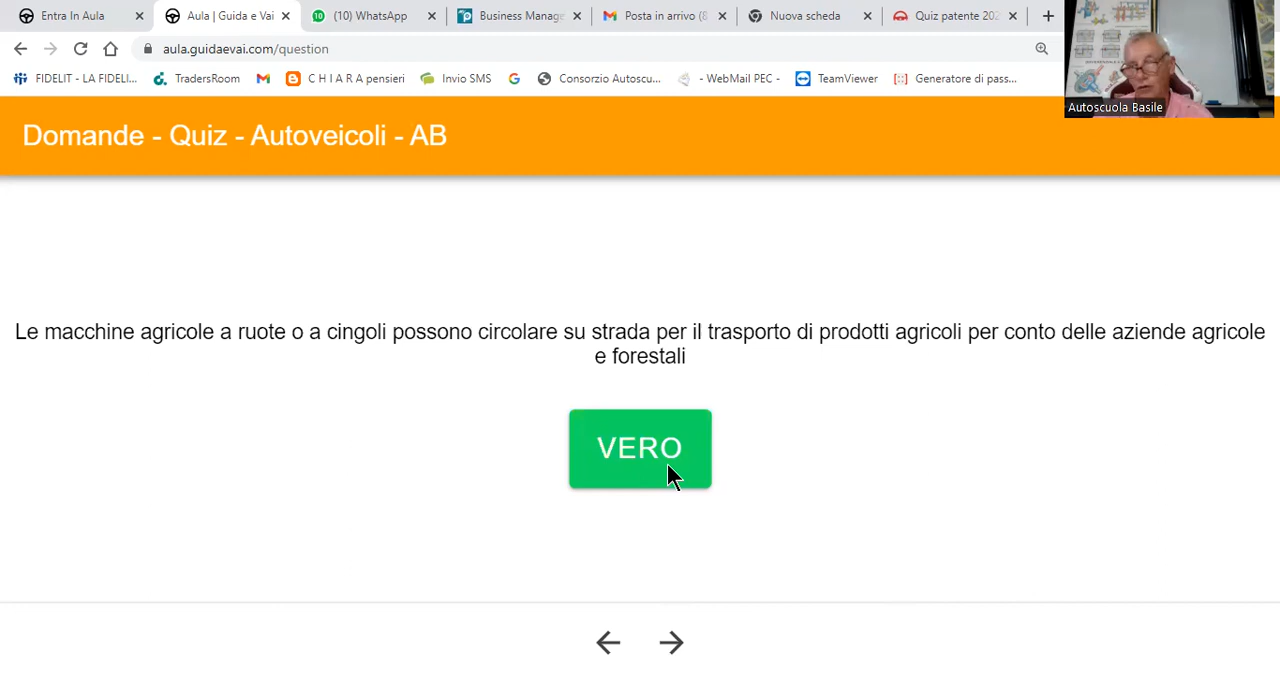 Entra In Aula
Aula | Guida e Vai
(10) WhatsApp
Business Manage
Posta in arrivo (8
Nuova scheda
Quiz patente 202
aula.guidaevai.com/question
FIDELIT - LA FIDELI...
TradersRoom
C H I A R A pensieri
Invio SMS
Consorzio Autoscu...
- WebMail PEC -
TeamViewer
Generatore di pass...
Autoscuola Basile
Domande - Quiz - Autoveicoli - AB
Le macchine agricole a ruote o a cingoli possono circolare su strada per il trasporto di prodotti agricoli per conto delle aziende agricole
e forestali
VERO